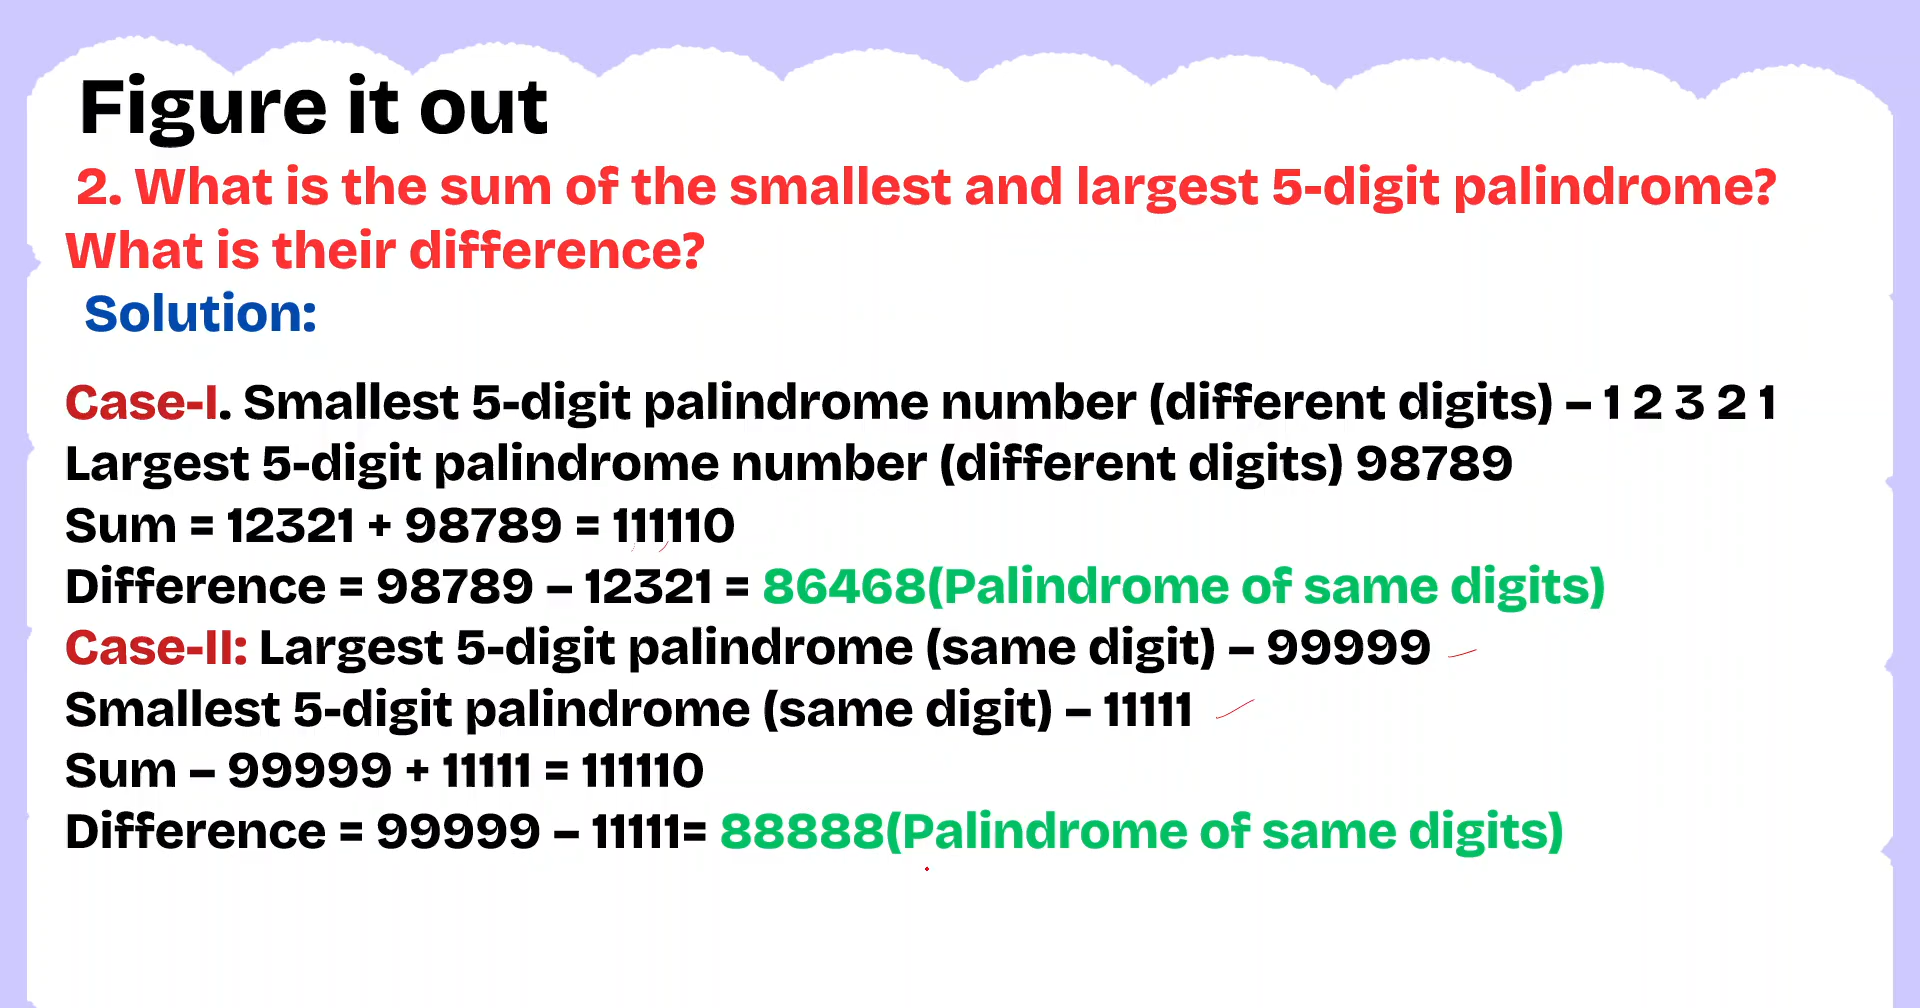 Figure it out
2. What is the sum of the smallest and largest 5-digit palindrome?
What is their difference?
Solution:
Case-I. Smallest 5-digit palindrome number (different digits) – 1 2 3 2 1
Largest 5-digit palindrome number (different digits) 98789
Sum = 12321 + 98789 = 111110
Difference = 98789 – 12321 = 86468(Palindrome of same digits)
Case-II: Largest 5-digit palindrome (same digit) – 99999
Smallest 5-digit palindrome (same digit) – 11111
Sum – 99999 + 11111 = 111110
Difference = 99999 – 11111= 88888(Palindrome of same digits)